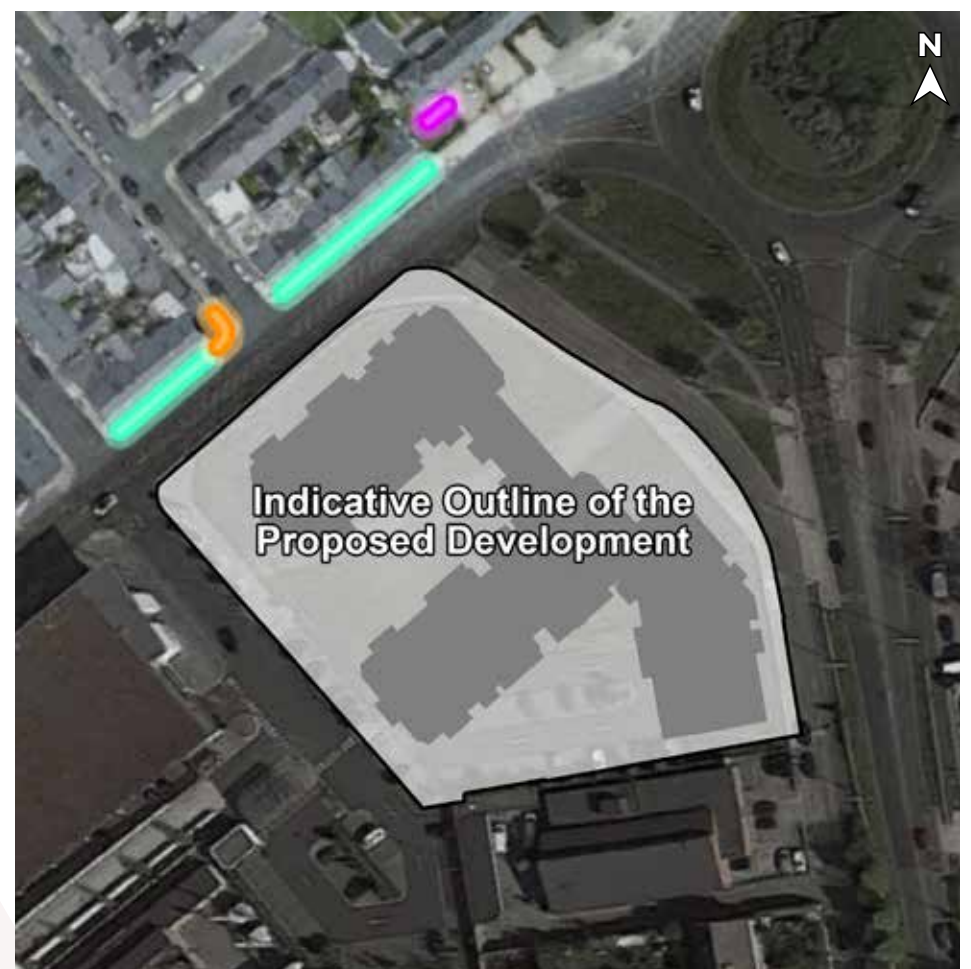 N
Indicative Outline of the
Proposed Development